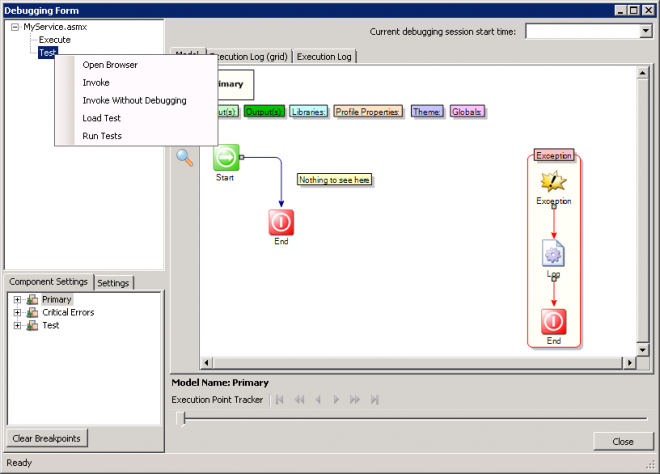 Debugging Form
MyService.asmx
Execute
Test
Open Browser
Invoke
Invoke Without Debugging
Load Test
Run Tests
Current debugging session start time:
Execution Log (grid)
Execution Log
Output(s):
Libraries:
Profile Properties:
Theme:
Globals:
Start
Nothing to see here
End
Exception
Exception
Log
End
Component Settings
Settings
Primary
Critical Errors
Test
Clear Breakpoints
Model Name: Primary
Execution Point Tracker
Close
Ready